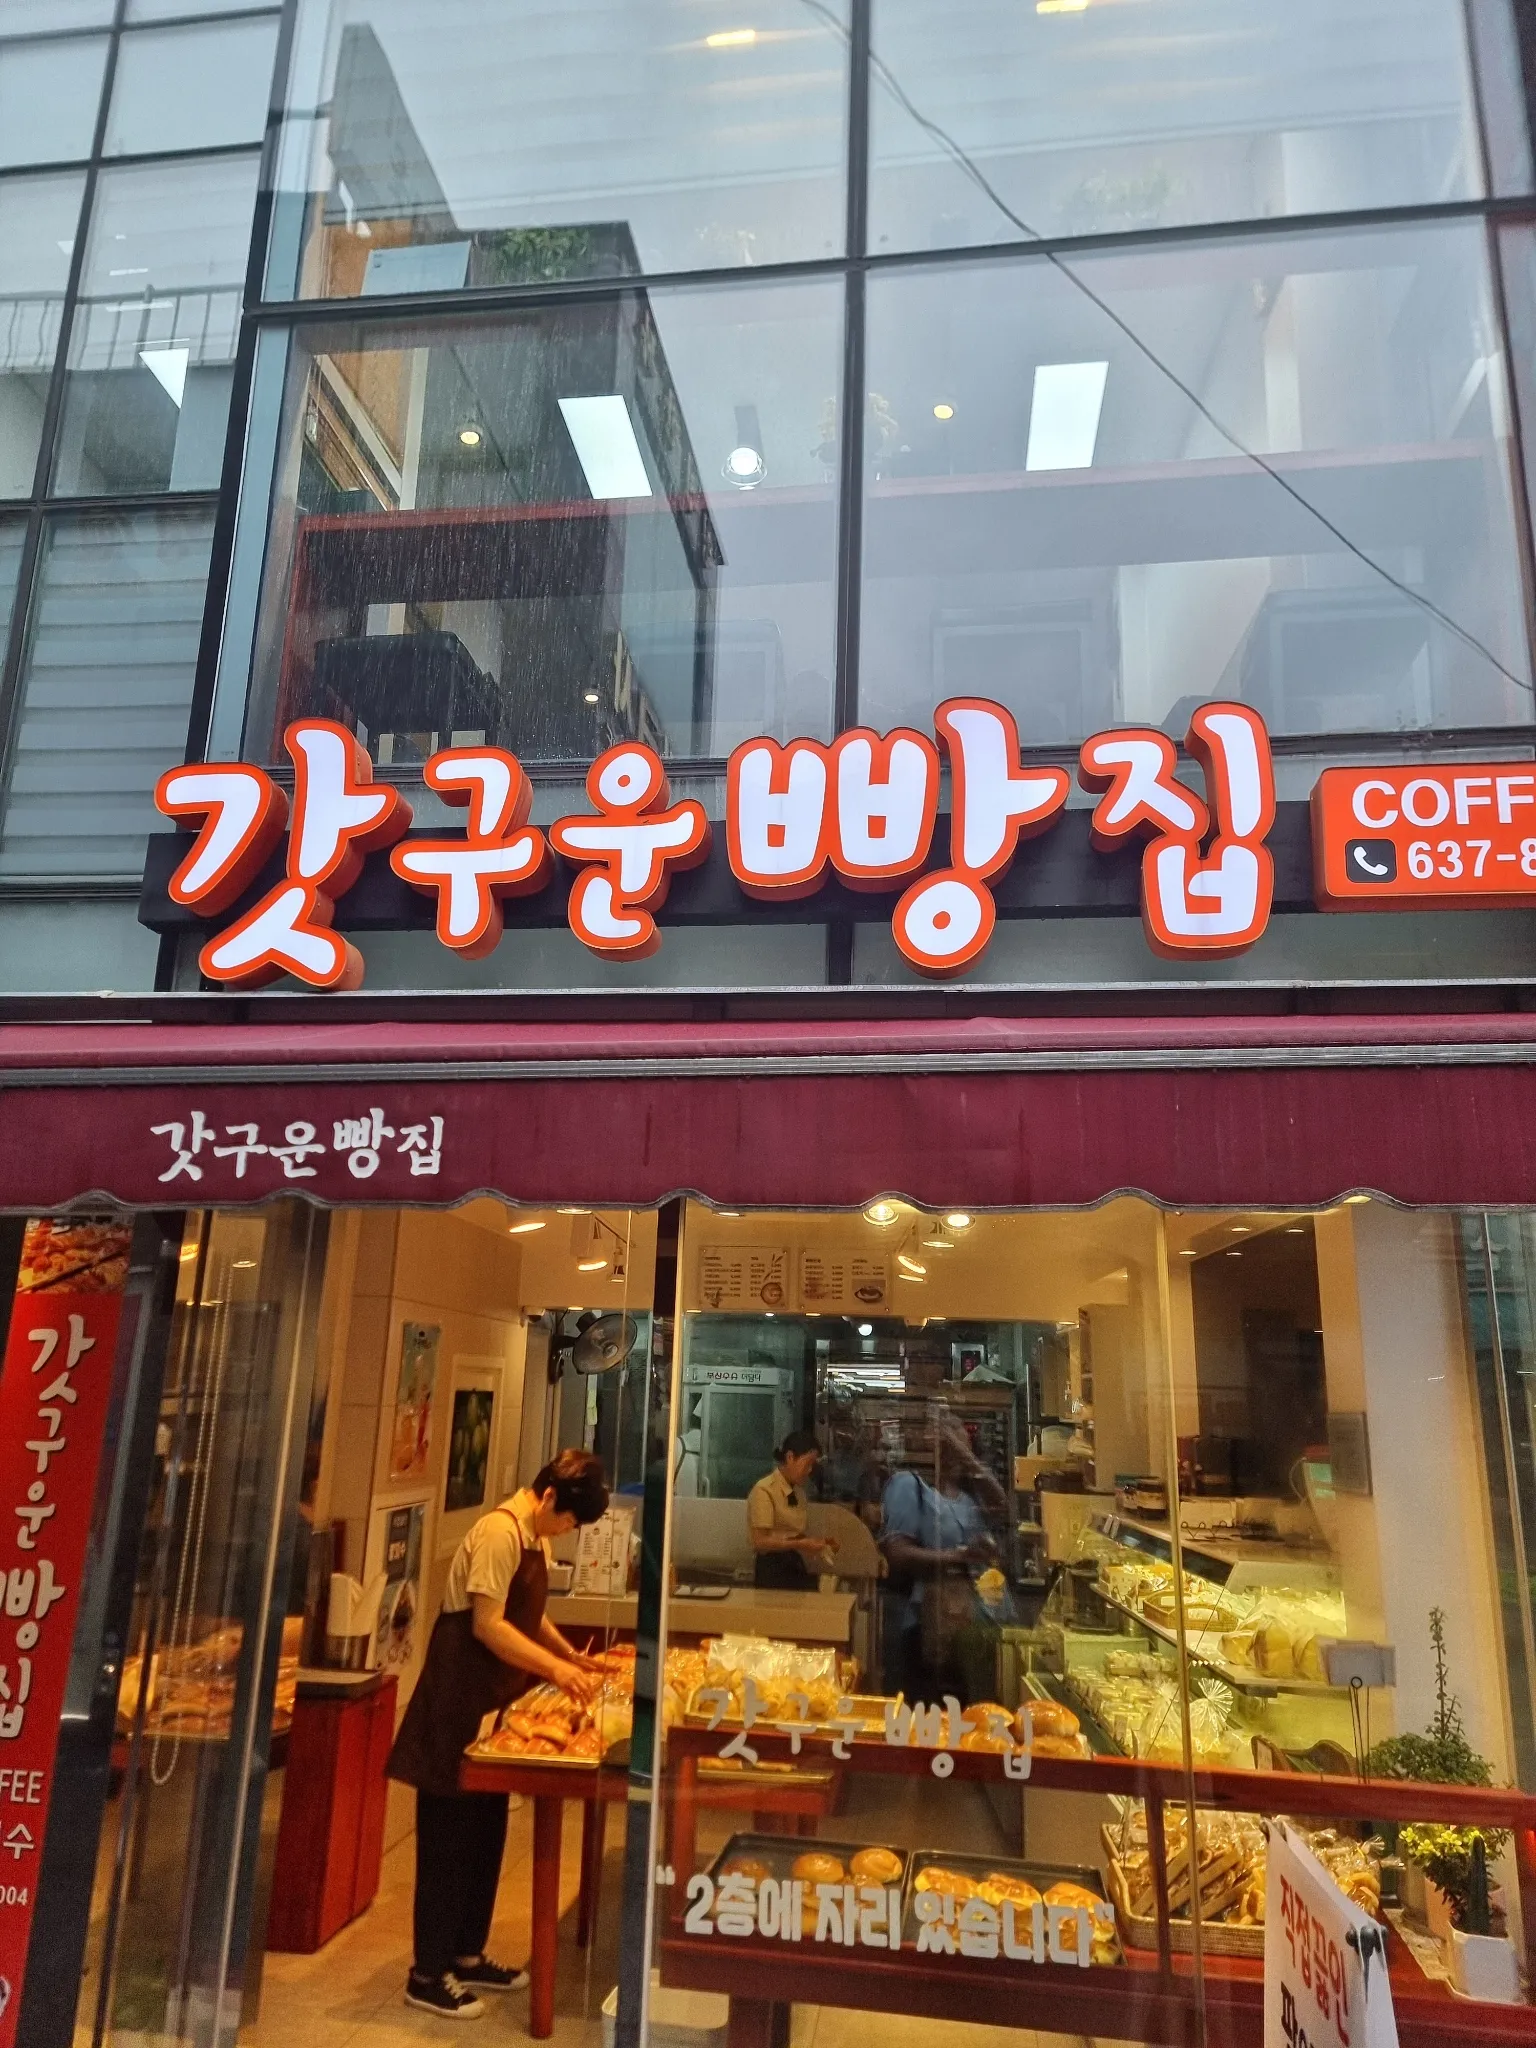 갓구운빵집
COFF
637-8
갓구운빵집
갓구운빵집
FEE
수
004
부산우유
갓구운빵집
"2층에 자리 있습니다"
직접끓인